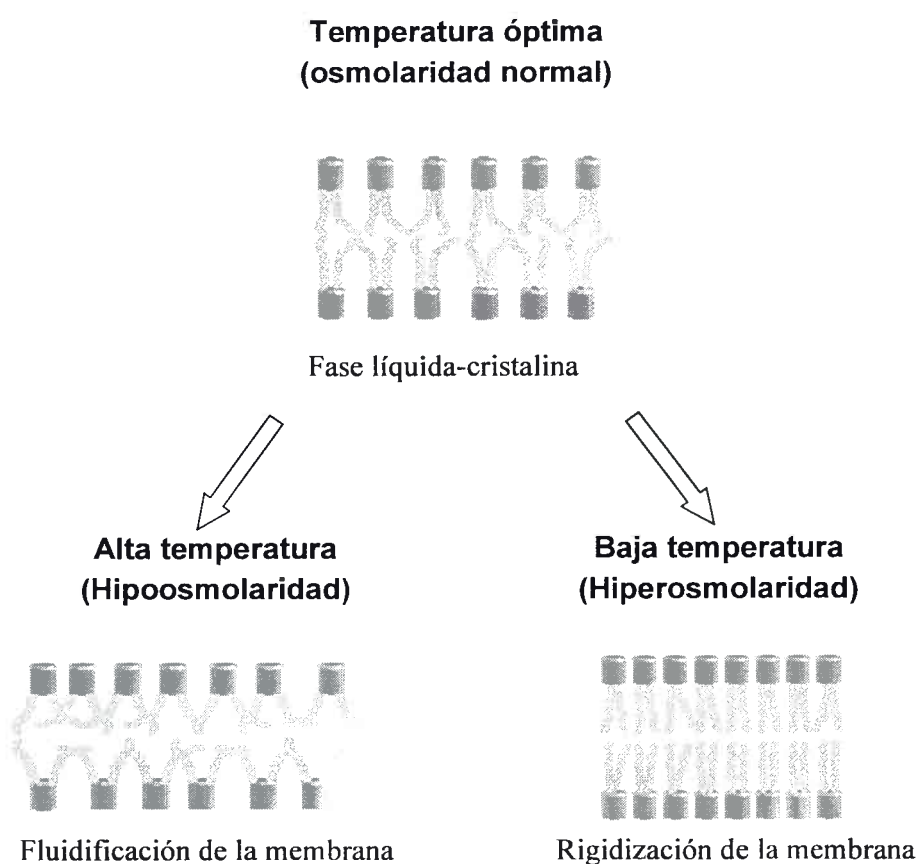 Temperatura óptima
(osmolaridad normal)
Fase líquida-cristalina
Alta temperatura
(Hipoosmolaridad)
Baja temperatura
(Hiperosmolaridad)
Fluidificación de la membrana
Rigidización de la membrana